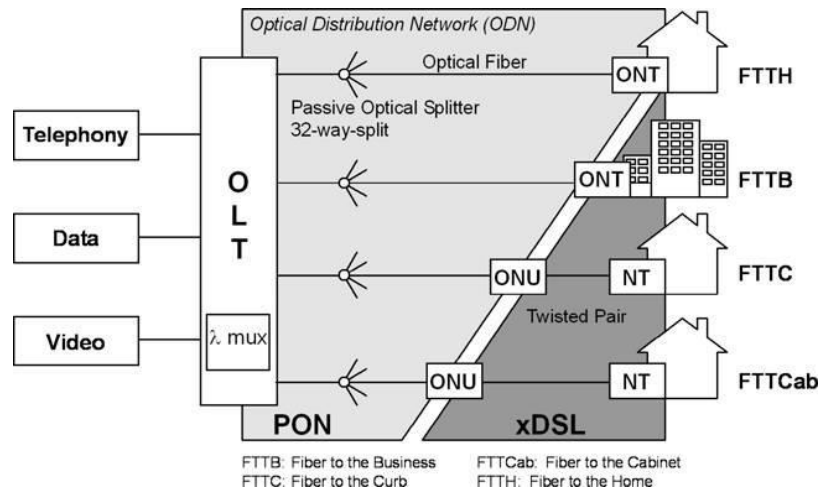 Optical Distribution Network (ODN)
Optical Fiber
ONT
FTTH
Passive Optical Splitter
32-way-split
Telephony
OLT
ONT
FTTB
Data
ONU
NT
FTTC
Twisted Pair
Video
λ mux
ONU
NT
FTTCab
PON
xDSL
FTTB: Fiber to the Business
FTTCab: Fiber to the Cabinet
FTTC: Fiber to the Curb
FTTH: Fiber to the Home